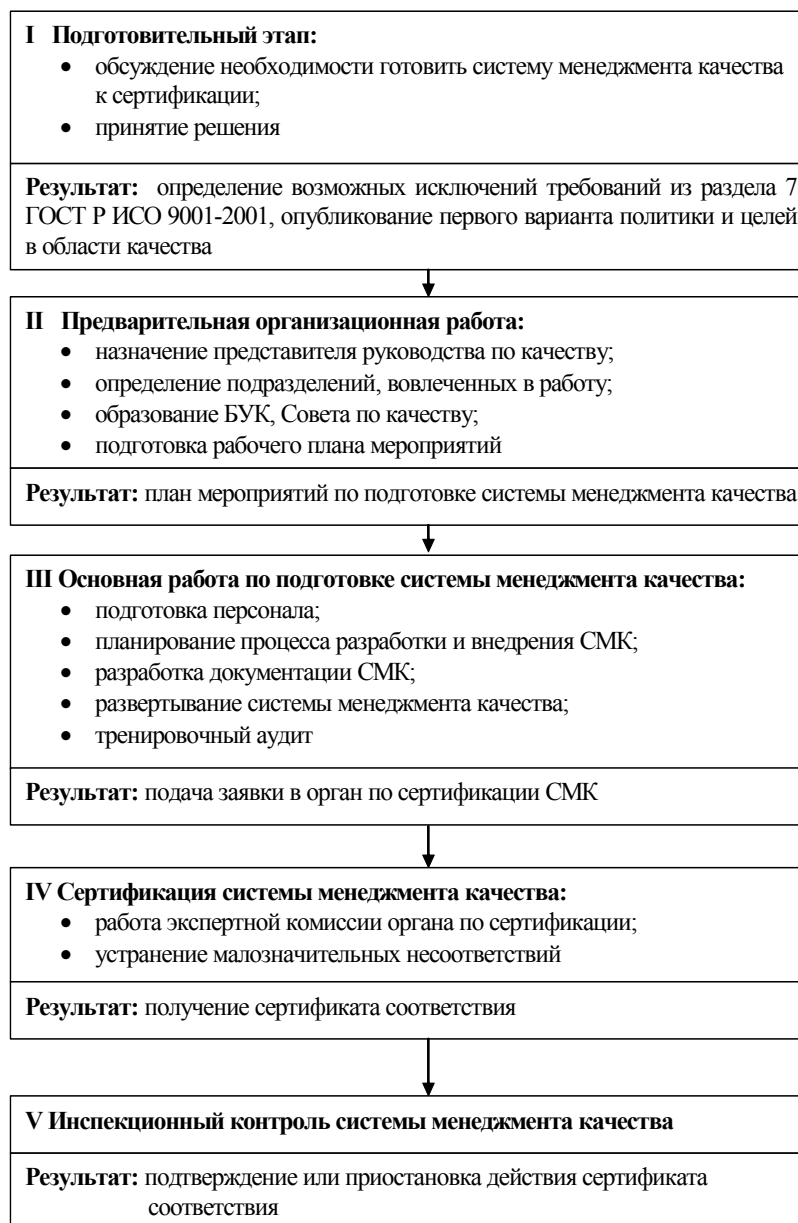 I Подготовительный этап:
• обсуждение необходимости готовить систему менеджмента качества
к сертификации;
• принятие решения
Результат: определение возможных исключений требований из раздела 7
ГОСТ Р ИСО 9001-2001, опубликование первого варианта политики и целей
в области качества
II Предварительная организационная работа:
• назначение представителя руководства по качеству;
• определение подразделений, вовлеченных в работу;
• образование БУК, Совета по качеству;
• подготовка рабочего плана мероприятий
Результат: план мероприятий по подготовке системы менеджмента качества
III Основная работа по подготовке системы менеджмента качества:
• подготовка персонала;
• планирование процесса разработки и внедрения СМК;
• разработка документации СМК;
• развертывание системы менеджмента качества;
• тренировочный аудит
Результат: подача заявки в орган по сертификации СМК
IV Сертификация системы менеджмента качества:
• работа экспертной комиссии органа по сертификации;
• устранение малозначительных несоответствий
Результат: получение сертификата соответствия
V Инспекционный контроль системы менеджмента качества
Результат: подтверждение или приостановка действия сертификата
соответствия